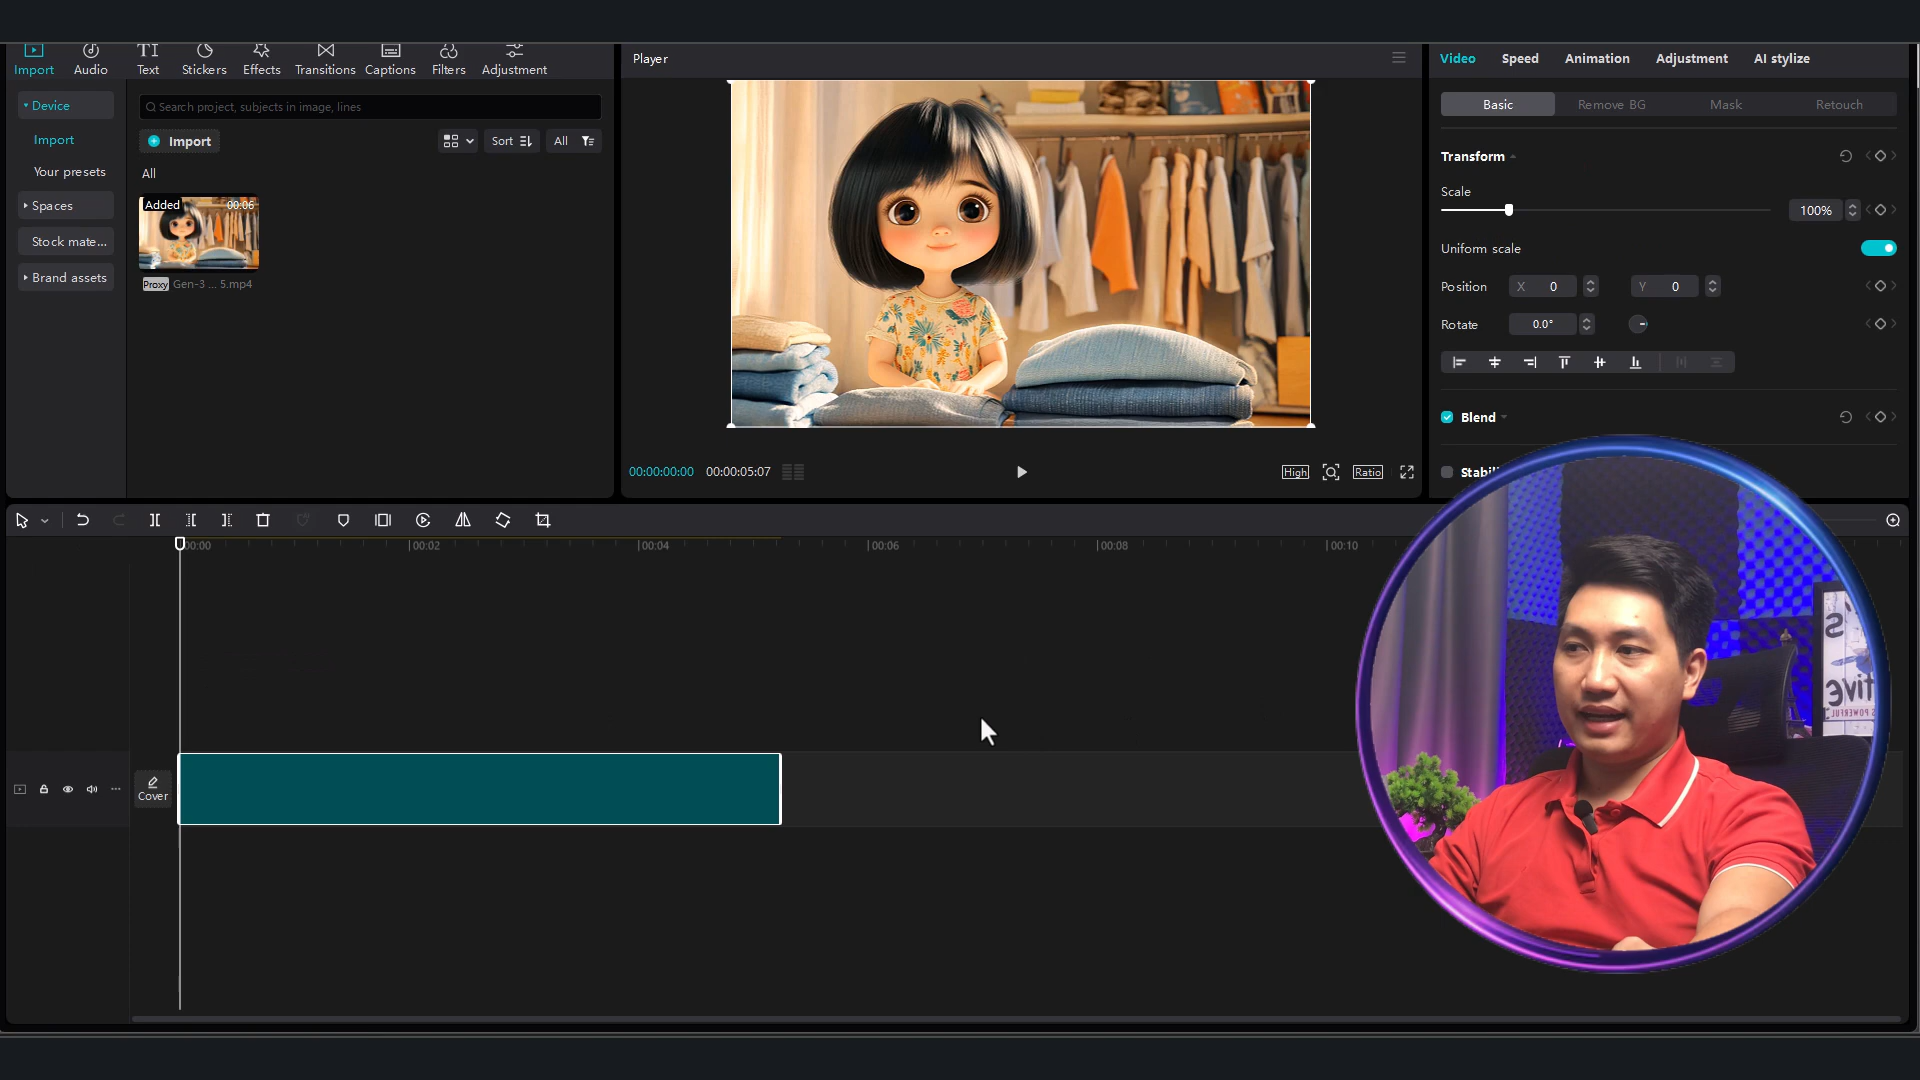 Import
Audio
Text
Stickers
Effects
Transitions
Captions
Filters
Adjustment
Device
Import
Your presets
Spaces
Stock mate...
Brand assets
Search project, subjects in image, lines
Import
Sort
All
All
Added
00:06
Proxy
Gen-3 ... 5.mp4
Player
00:00:00:00
00:00:05:07
High
Ratio
Video
Speed
Animation
Adjustment
AI stylize
Basic
Remove BG
Mask
Retouch
Transform
Scale
100%
Uniform scale
Position
X 0
Y 0
Rotate
0.0°
Blend
Stabil
00:00
00:02
00:04
00:06
00:08
00:10
Cover